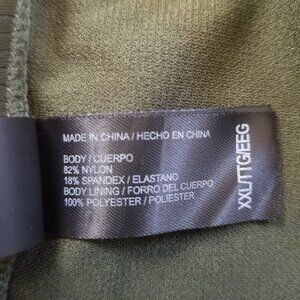 MADE IN CHINA / HECHO EN CHINA
BODY / CUERPO
82% NYLON
18% SPANDEX / ELASTANO
BODY LINING / FORRO DEL CUERPO
100% POLYESTER / POLIESTER
XXL/TTG/EEG